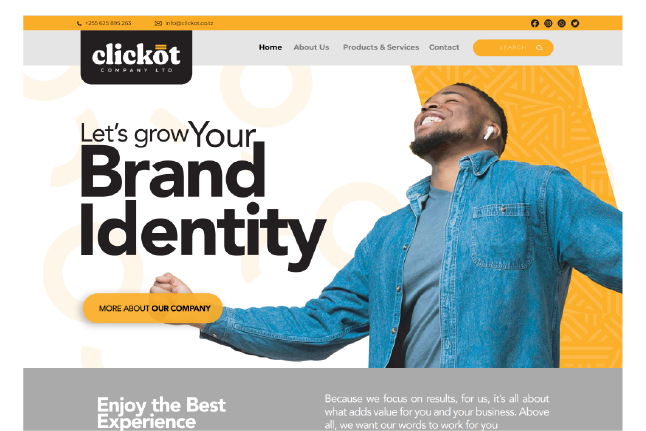 +255 625 895 263
info@clickot.co.tz
clickōt
COMPANY LTD
Home About Us Products & Services Contact
SEARCH
Let's grow Your
Brand
Identity
MORE ABOUT OUR COMPANY
Enjoy the Best
Experience
Because we focus on results, for us, it's all about
what adds value for you and your business. Above
all, we want our words to work for you